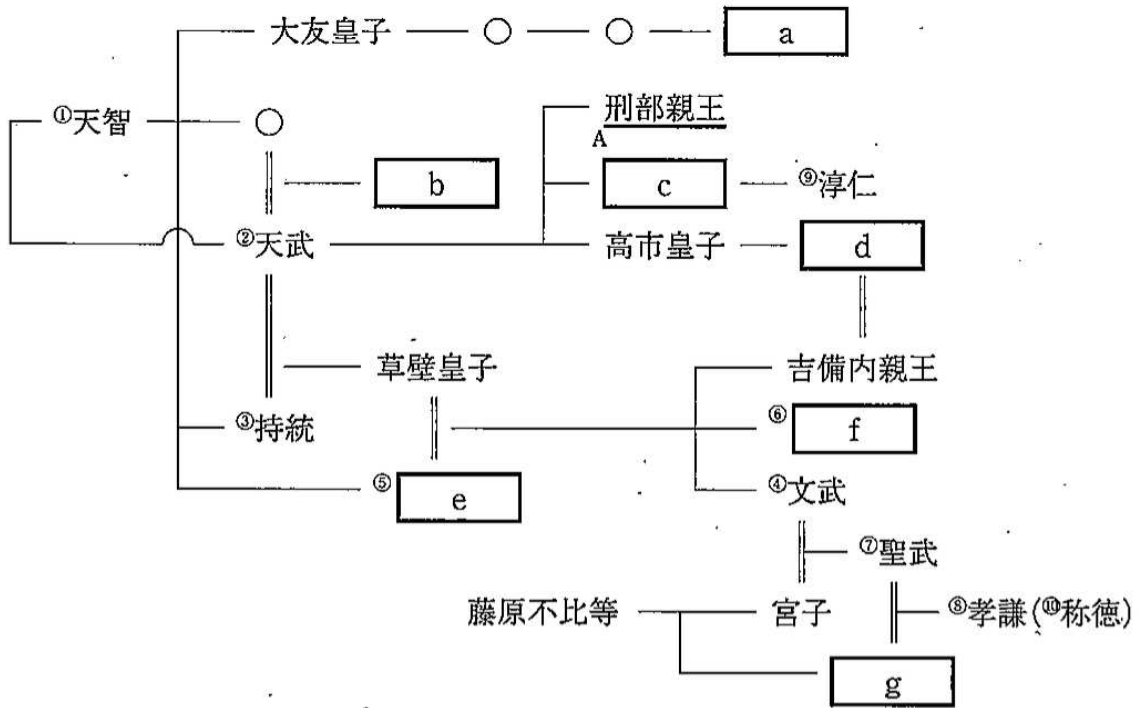 大友皇子 ○ ○ a
①天智 ○ 刑部親王
A
b c ⑨淳仁
②天武 高市皇子 d
草壁皇子 吉備内親王
③持統 ⑥ f
⑤ e ④文武
⑦聖武
藤原不比等 宮子 ⑧孝謙(⑩称徳)
g